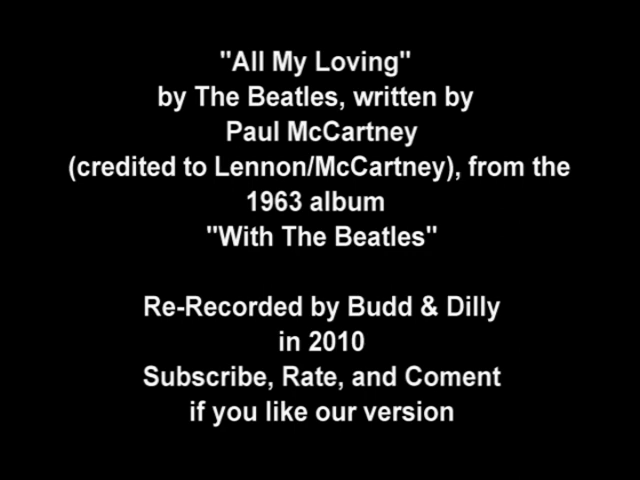 "All My Loving"
by The Beatles, written by
Paul McCartney
(credited to Lennon/McCartney), from the
1963 album
"With The Beatles"
Re-Recorded by Budd & Dilly
in 2010
Subscribe, Rate, and Coment
if you like our version